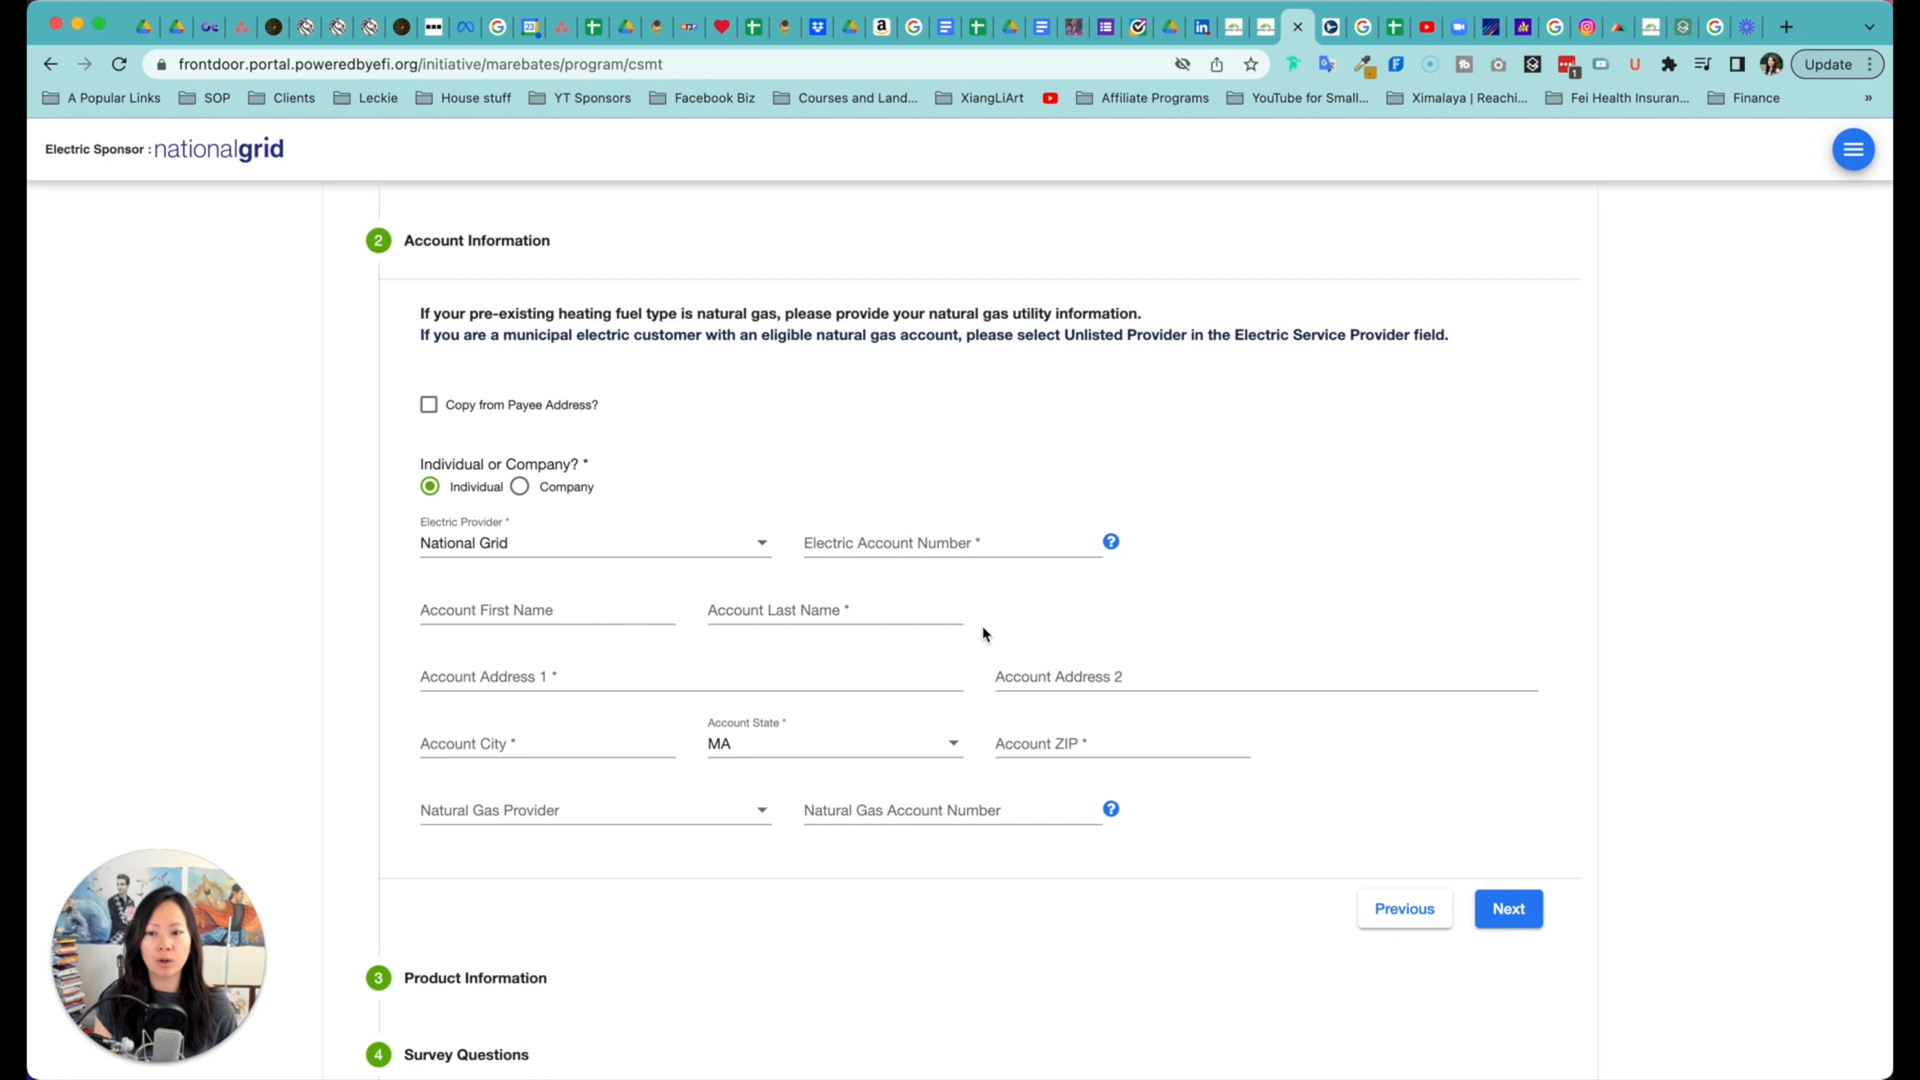 frontdoor.portal.poweredbyefi.org/initiative/marebates/program/csmt
Update
A Popular Links
SOP
Clients
Leckie
House stuff
YT Sponsors
Facebook Biz
Courses and Land...
XiangLiArt
Affiliate Programs
YouTube for Small...
Ximalaya | Reachi...
Fei Health Insuran...
Finance
»
Electric Sponsor : nationalgrid
2 Account Information
If your pre-existing heating fuel type is natural gas, please provide your natural gas utility information.
If you are a municipal electric customer with an eligible natural gas account, please select Unlisted Provider in the Electric Service Provider field.
Copy from Payee Address?
Individual or Company? *
Individual
Company
Electric Provider *
National Grid
Electric Account Number *
?
Account First Name
Account Last Name *
Account Address 1 *
Account Address 2
Account City *
Account State *
MA
Account ZIP *
Natural Gas Provider
Natural Gas Account Number
?
Previous
Next
3 Product Information
4 Survey Questions